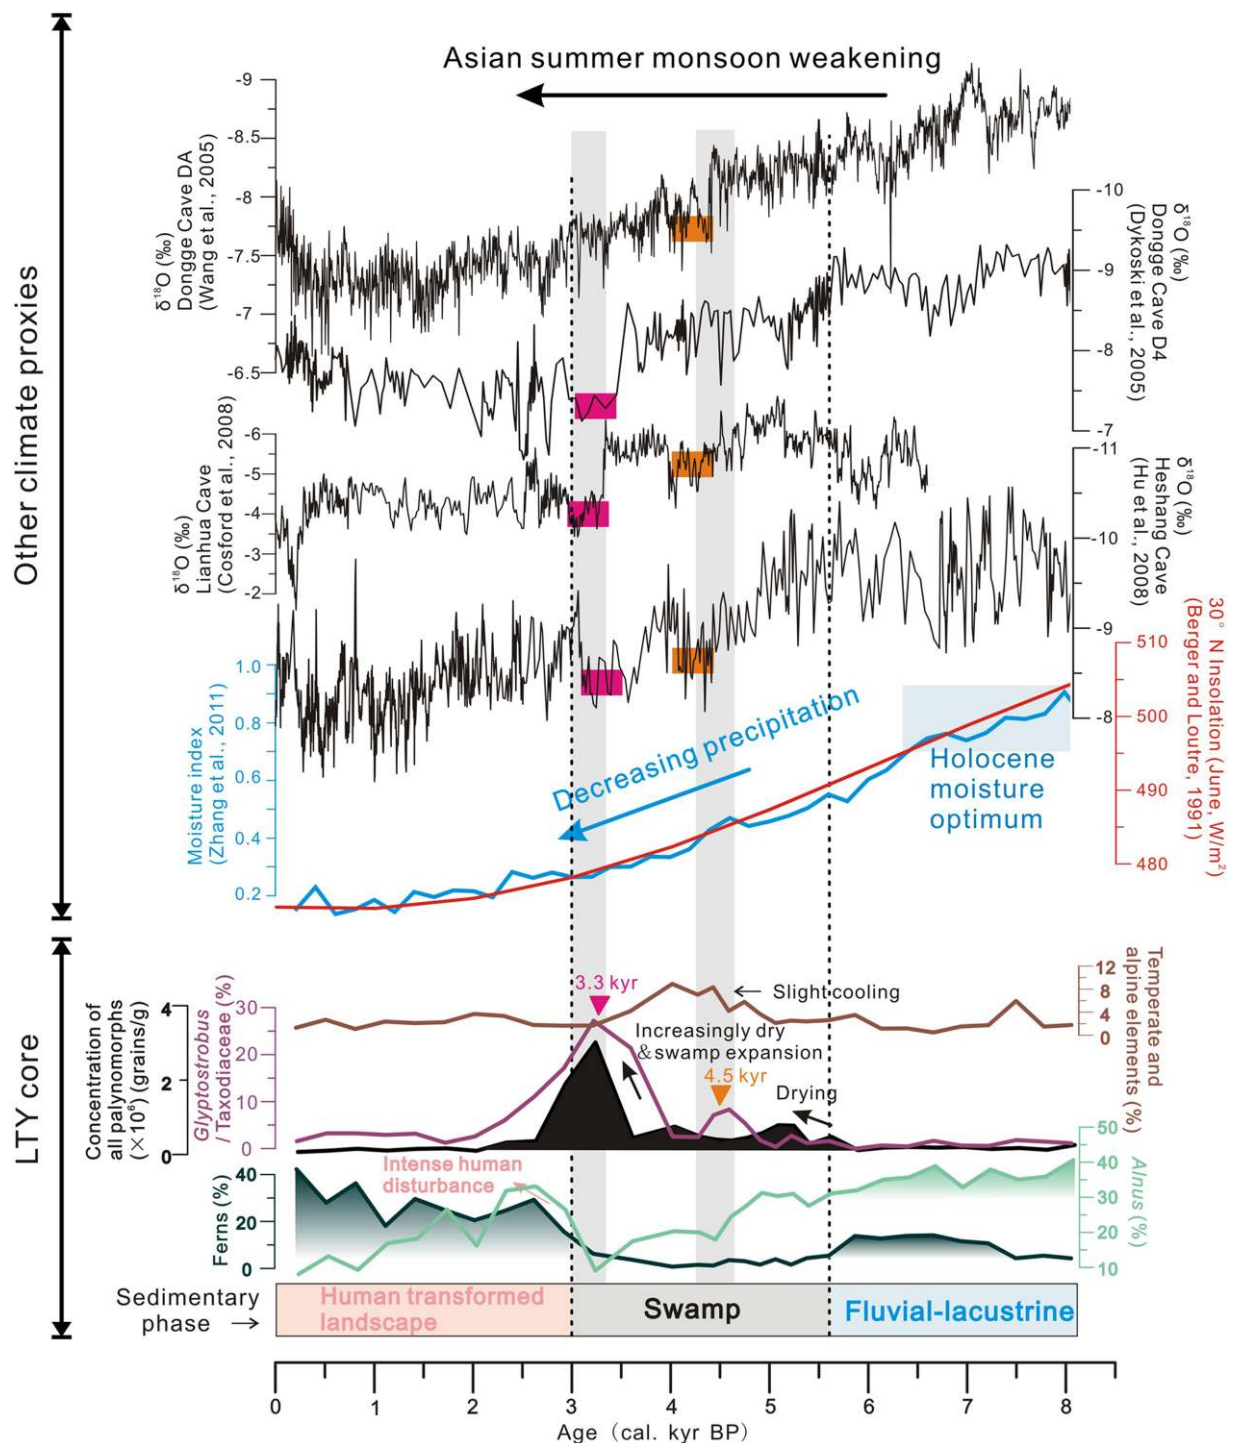 Asian summer monsoon weakening
Other climate proxies
δ¹⁸O (‰)
Dongge Cave DA
(Wang et al., 2005)
-9
-8.5
-8
-7.5
-7
-6.5
δ¹⁸O (‰)
Dongge Cave D4
(Dykoski et al., 2005)
-10
-9
-8
-7
δ¹⁸O (‰)
Lianhua Cave
(Cosford et al., 2008)
-6
-5
-4
-3
-2
δ¹⁸O (‰)
Heshang Cave
(Hu et al., 2008)
-11
-10
-9
-8
Moisture index
(Zhang et al., 2011)
1.0
0.8
0.6
0.4
0.2
30° N Insolation (June, W/m²)
(Berger and Loutre, 1991)
510
500
490
480
Decreasing precipitation
Holocene
moisture
optimum
LTY core
Concentration of
all palynomorphs
(×10⁶) (grains/g)
4
2
0
Glyptostrobus
/ Taxodiaceae (%)
30
20
10
0
3.3 kyr
Slight cooling
Increasingly dry
& swamp expansion
4.5 kyr
Drying
12
8
4
0
Temperate and
alpine elements (%)
Ferns (%)
40
20
0
Intense human
disturbance
50
40
30
20
10
Alnus (%)
Sedimentary
phase →
Human transformed
landscape
Swamp
Fluvial-lacustrine
0 1 2 3 4 5 6 7 8
Age (cal. kyr BP)